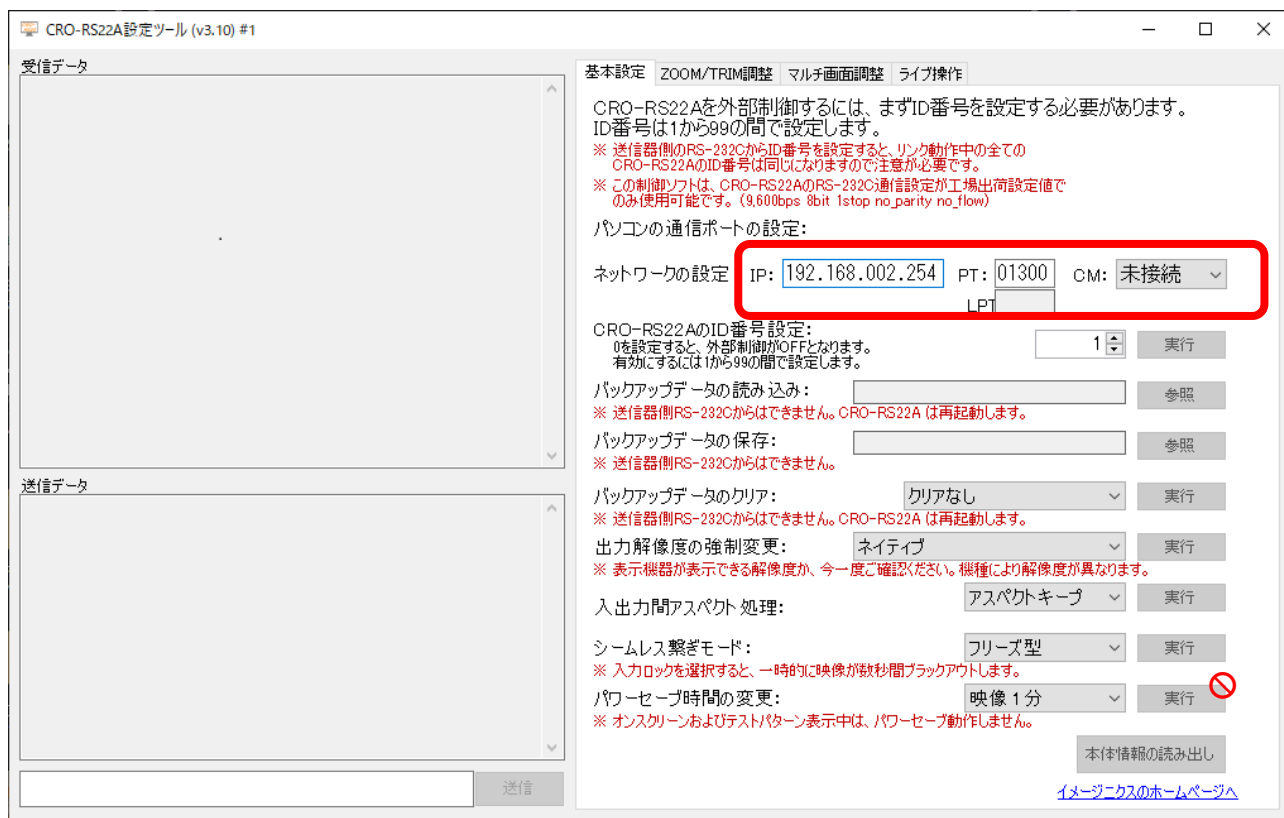 CRO-RS22A設定ツール (v3.10) #1
受信データ
送信データ
送信
基本設定 ZOOM/TRIM調整 マルチ画面調整 ライブ操作
CRO-RS22Aを外部制御するには、まずID番号を設定する必要があります。
ID番号は1から99の間で設定します。
※ 送信器側のRS-232CからID番号を設定すると、リンク動作中の全ての
CRO-RS22AのID番号は同じになりますので注意が必要です。
※ この制御ソフトは、CRO-RS22AのRS-232C通信設定が工場出荷設定値で
のみ使用可能です。(9,600bps 8bit 1stop no_parity no_flow)
パソコンの通信ポートの設定:
ネットワークの設定 IP: 192.168.002.254 PT: 01300 CM: 未接続
LPT
CRO-RS22AのID番号設定:
0を設定すると、外部制御がOFFとなります。
有効にするには1から99の間で設定します。
1 実行
バックアップデータの読み込み: 参照
※ 送信器側RS-232Cからはできません。CRO-RS22A は再起動します。
バックアップデータの保存: 参照
※ 送信器側RS-232Cからはできません。
バックアップデータのクリア: クリアなし 実行
※ 送信器側RS-232Cからはできません。CRO-RS22A は再起動します。
出力解像度の強制変更: ネイティブ 実行
※ 表示機器が表示できる解像度か、今一度ご確認ください。機種により解像度が異なります。
入出力間アスペクト処理: アスペクトキープ 実行
シームレス繋ぎモード: フリーズ型 実行
※ 入力ロックを選択すると、一時的に映像が数秒間ブラックアウトします。
パワーセーブ時間の変更: 映像１分 実行
※ オンスクリーンおよびテストパターン表示中は、パワーセーブ動作しません。
本体情報の読み出し
イメージニクスのホームページへ